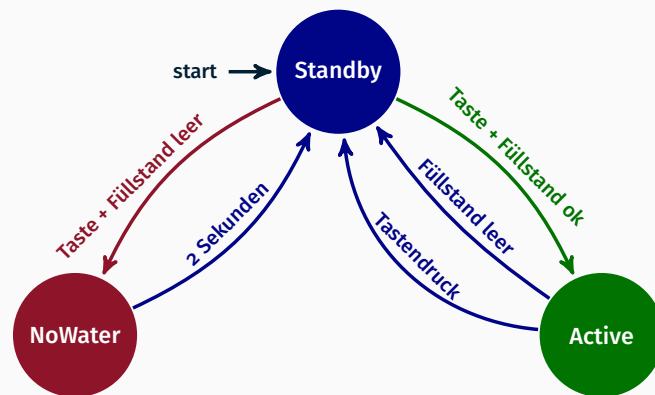 start
Standby
Taste + Füllstand leer
Taste + Füllstand ok
2 Sekunden
Füllstand leer
Tastendruck
NoWater
Active